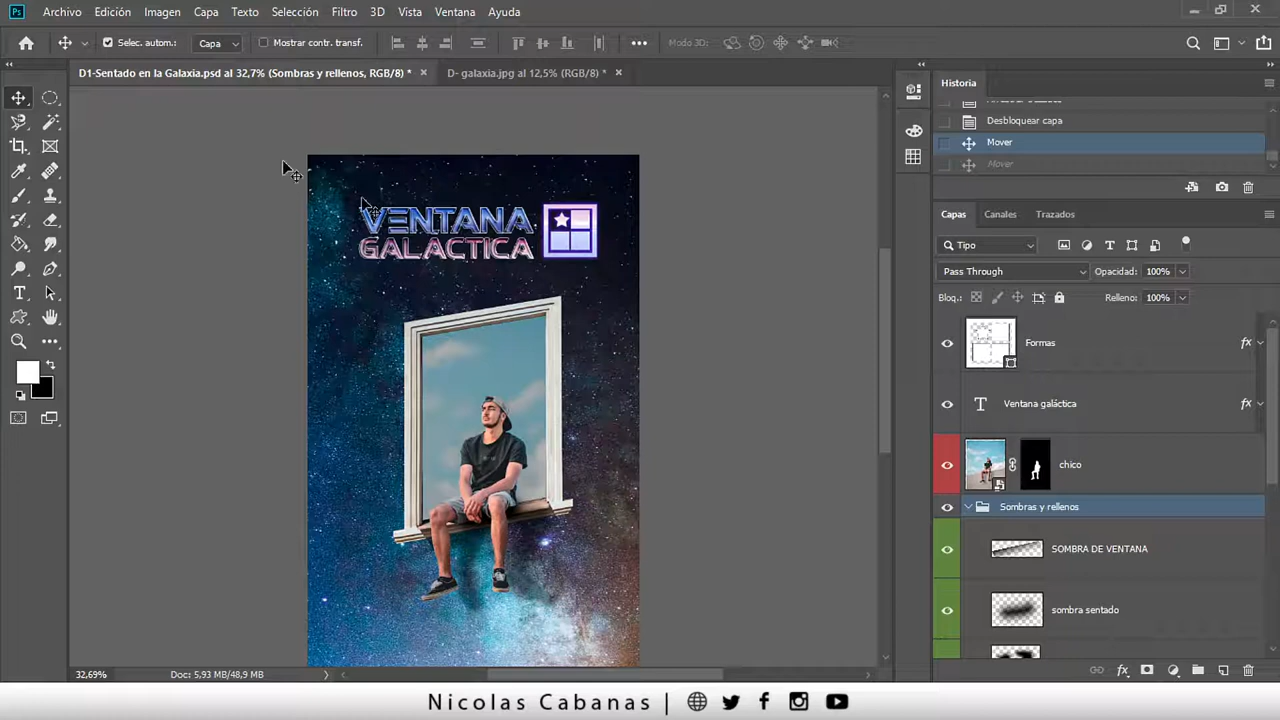 Ps Archivo Edición Imagen Capa Texto Selección Filtro 3D Vista Ventana Ayuda
Selec. autom.: Capa Mostrar contr. transf. Modo 3D:
D1-Sentado en la Galaxia.psd al 32,7% (Sombras y rellenos, RGB/8) * D- galaxia.jpg al 12,5% (RGB/8) *
Historia
Desbloquear capa
Mover
Mover
Capas Canales Trazados
Tipo
Pass Through Opacidad: 100%
Bloq.: Relleno: 100%
VENTANA
GALACTICA
Formas fx
Ventana galáctica fx
chico
Sombras y rellenos
SOMBRA DE VENTANA
sombra sentado
32,69% Doc: 5,93 MB/48,9 MB
Nicolas Cabanas |